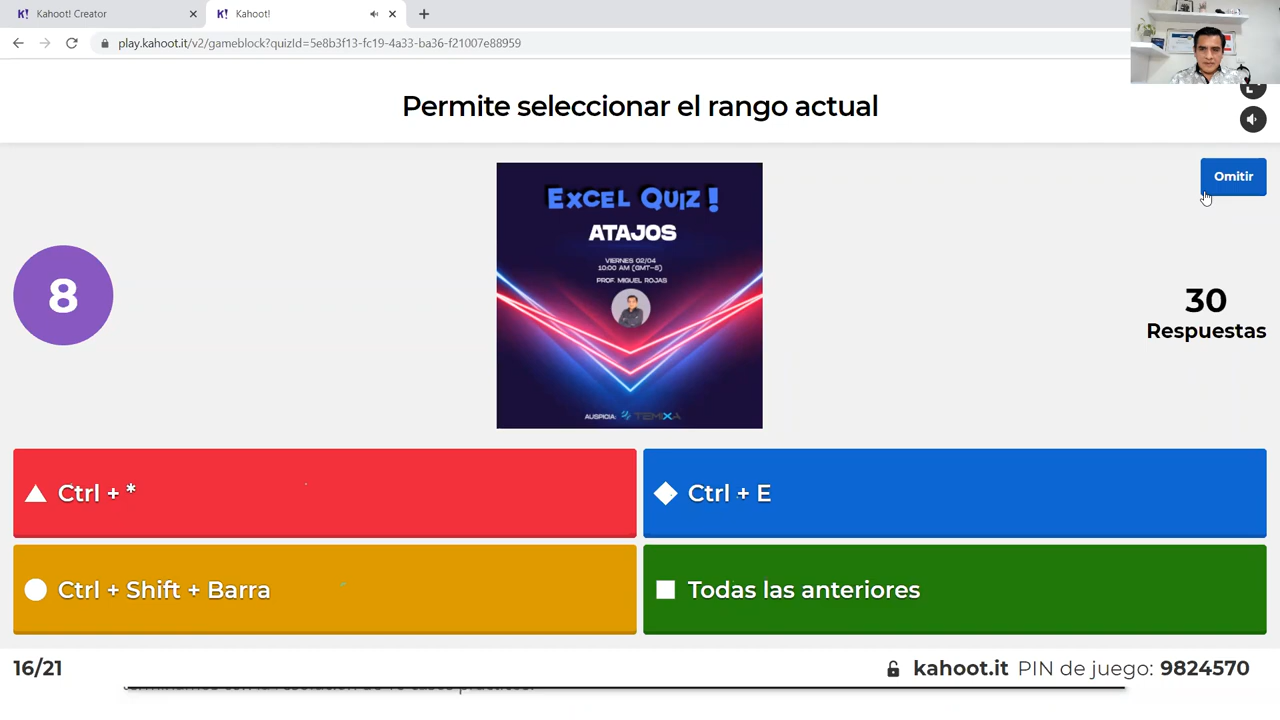 Kahoot! Creator
Kahoot!
play.kahoot.it/v2/gameblock?quizId=5e8b3f13-fc19-4a33-ba36-f21007e88959
Permite seleccionar el rango actual
Omitir
EXCEL QUIZ!
ATAJOS
VIERNES 02/04
10:00 AM (GMT-5)
PROF. MIGUEL ROJAS
AUSPICIA: TEMIXA
8
30
Respuestas
Ctrl + *
Ctrl + E
Ctrl + Shift + Barra
Todas las anteriores
16/21
kahoot.it PIN de juego: 9824570